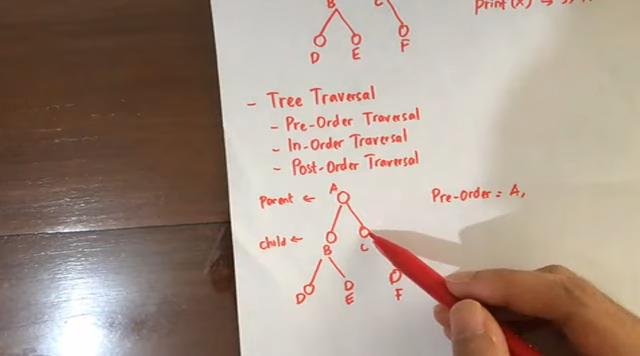 B C
D E F
- Tree Traversal
- Pre-Order Traversal
- In-Order Traversal
- Post-Order Traversal
A
Parent ← Pre-Order = A,
child ←
B C
D E F